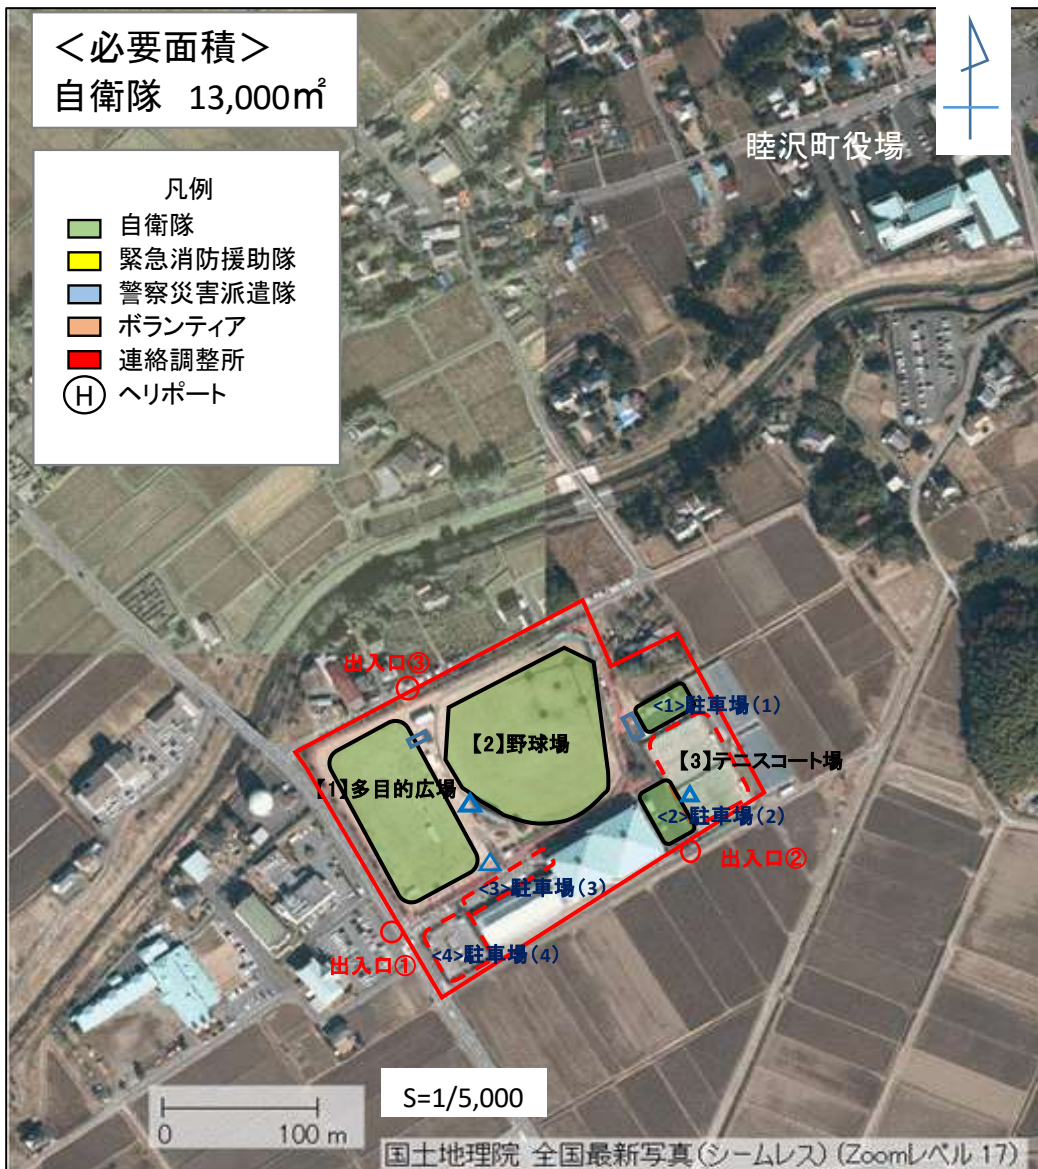 ＜必要面積＞
自衛隊 13,000㎡
睦沢町役場
凡例
自衛隊
緊急消防援助隊
警察災害派遣隊
ボランティア
連絡調整所
H ヘリポート
出入口③
<1>駐車場(1)
【2】野球場
【3】テニスコート場
【1】多目的広場
<2>駐車場(2)
出入口②
<3>駐車場(3)
<4>駐車場(4)
出入口①
S=1/5,000
0 100 m
国土地理院 全国最新写真(シームレス) (Zoomレベル 17)